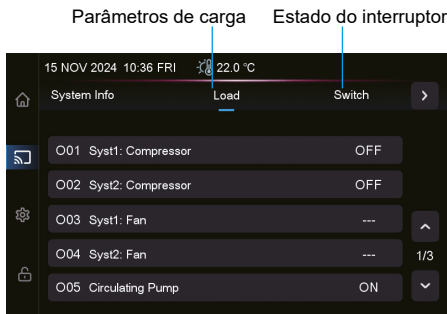 Parâmetros de carga Estado do interruptor
15 NOV 2024 10:36 FRI 22.0 °C
System Info Load Switch
O01 Syst1: Compressor OFF
O02 Syst2: Compressor OFF
O03 Syst1: Fan ---
O04 Syst2: Fan ---
1/3
O05 Circulating Pump ON